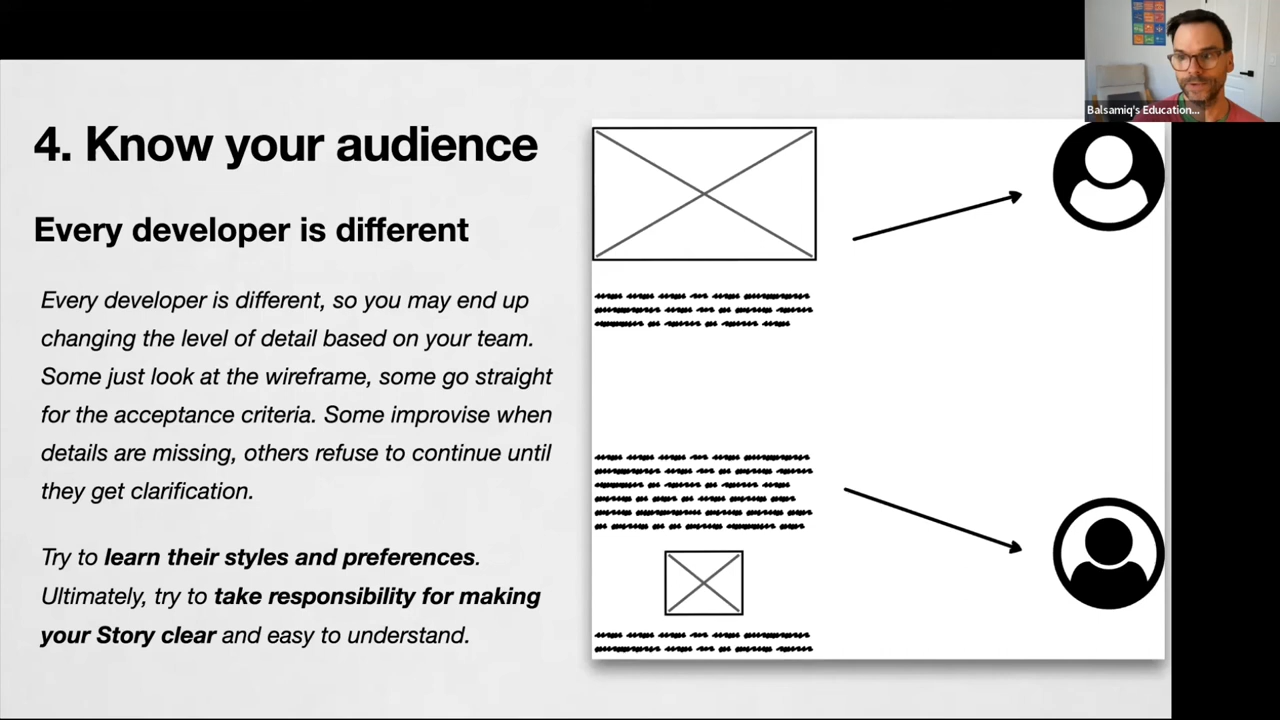 Balsamiq's Education...
4. Know your audience
Every developer is different
Every developer is different, so you may end up
changing the level of detail based on your team.
Some just look at the wireframe, some go straight
for the acceptance criteria. Some improvise when
details are missing, others refuse to continue until
they get clarification.
Try to learn their styles and preferences.
Ultimately, try to take responsibility for making
your Story clear and easy to understand.